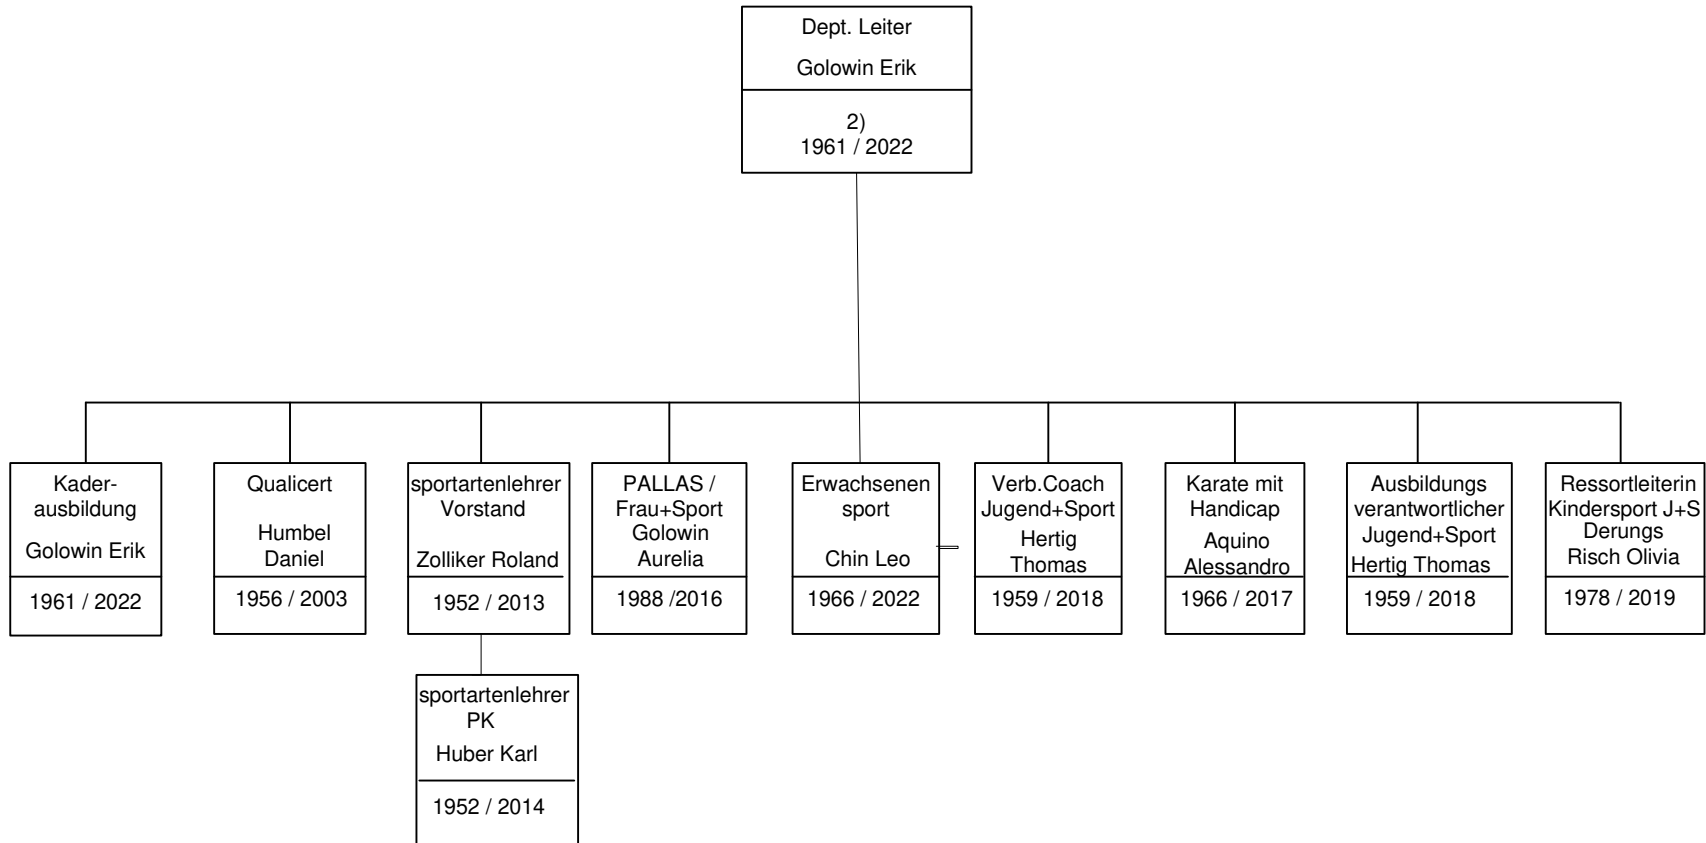 Dept. Leiter
Golowin Erik
2)
1961 / 2022
Kader-
ausbildung
Golowin Erik
1961 / 2022
Qualicert
Humbel
Daniel
1956 / 2003
sportartenlehrer
Vorstand
Zolliker Roland
1952 / 2013
PALLAS /
Frau+Sport
Golowin
Aurelia
1988 /2016
Erwachsenen
sport
Chin Leo
1966 / 2022
Verb.Coach
Jugend+Sport
Hertig
Thomas
1959 / 2018
Karate mit
Handicap
Aquino
Alessandro
1966 / 2017
Ausbildungs
verantwortlicher
Jugend+Sport
Hertig Thomas
1959 / 2018
Ressortleiterin
Kindersport J+S
Derungs
Risch Olivia
1978 / 2019
sportartenlehrer
PK
Huber Karl
1952 / 2014